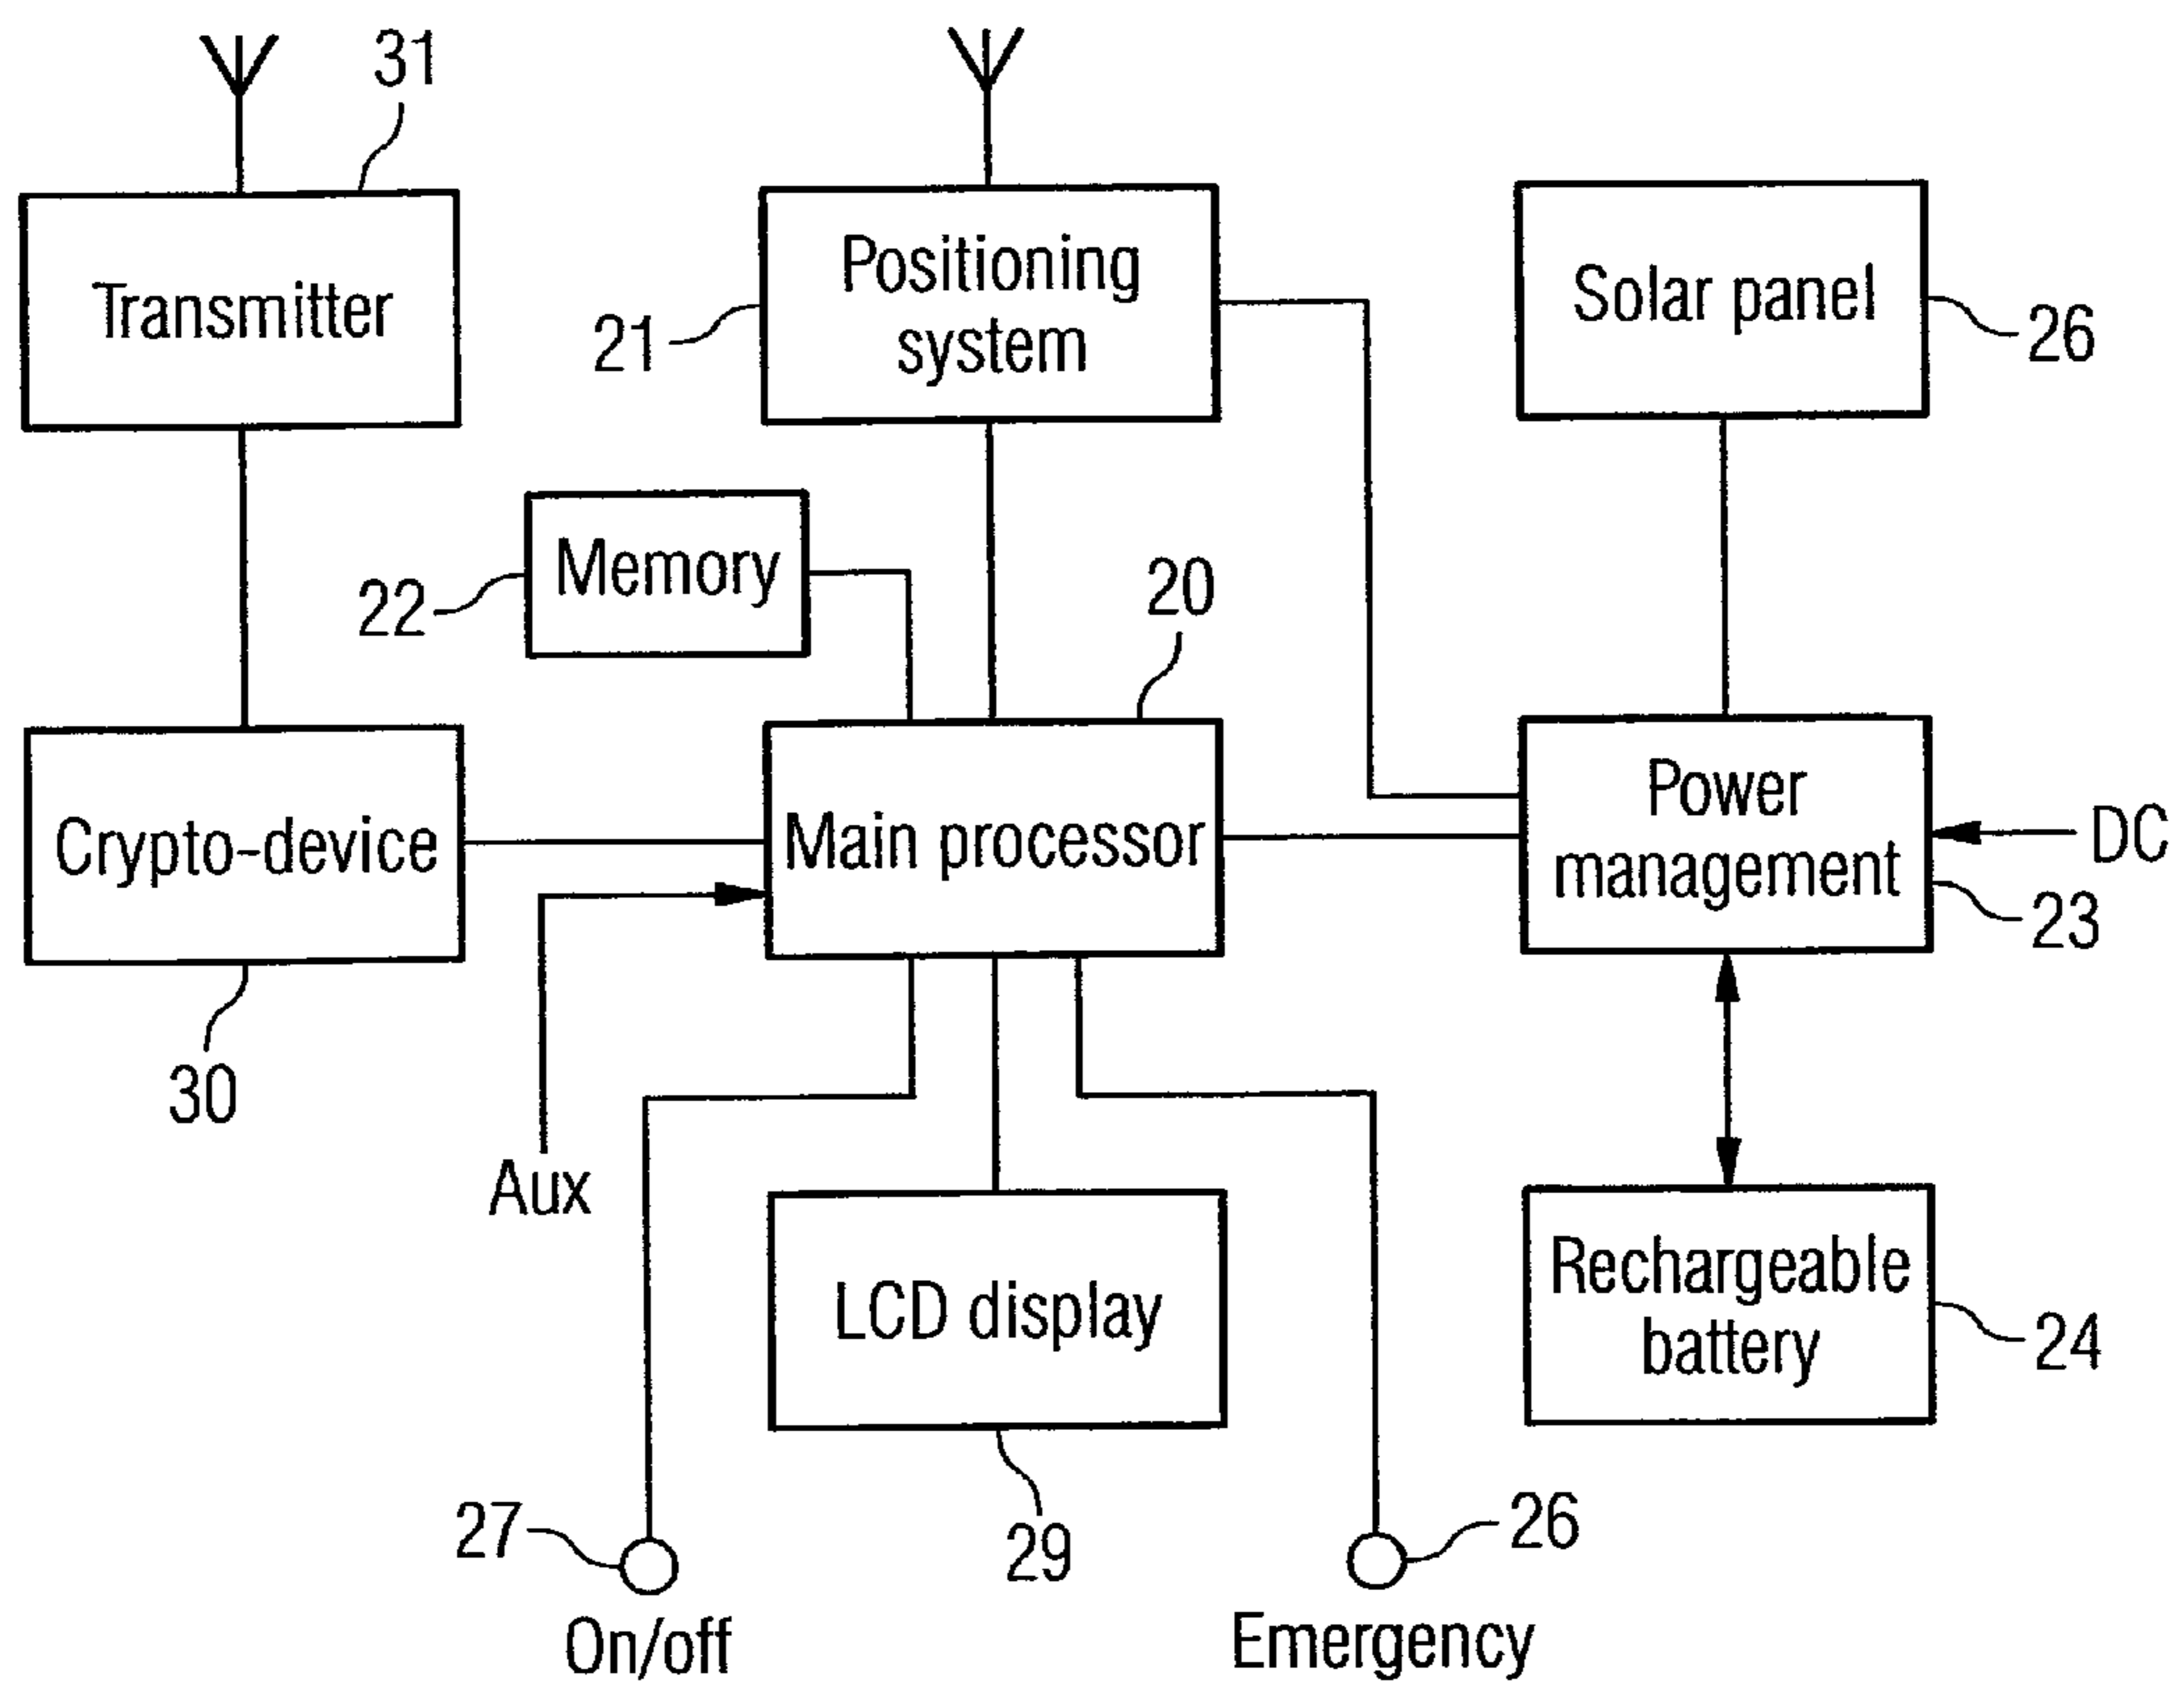 31
Transmitter
Positioning
system
21
Solar panel
26
Memory
22
20
Crypto-device
30
Main processor
Power
management
DC
23
Aux
LCD display
29
Rechargeable
battery
24
27
On/off
26
Emergency